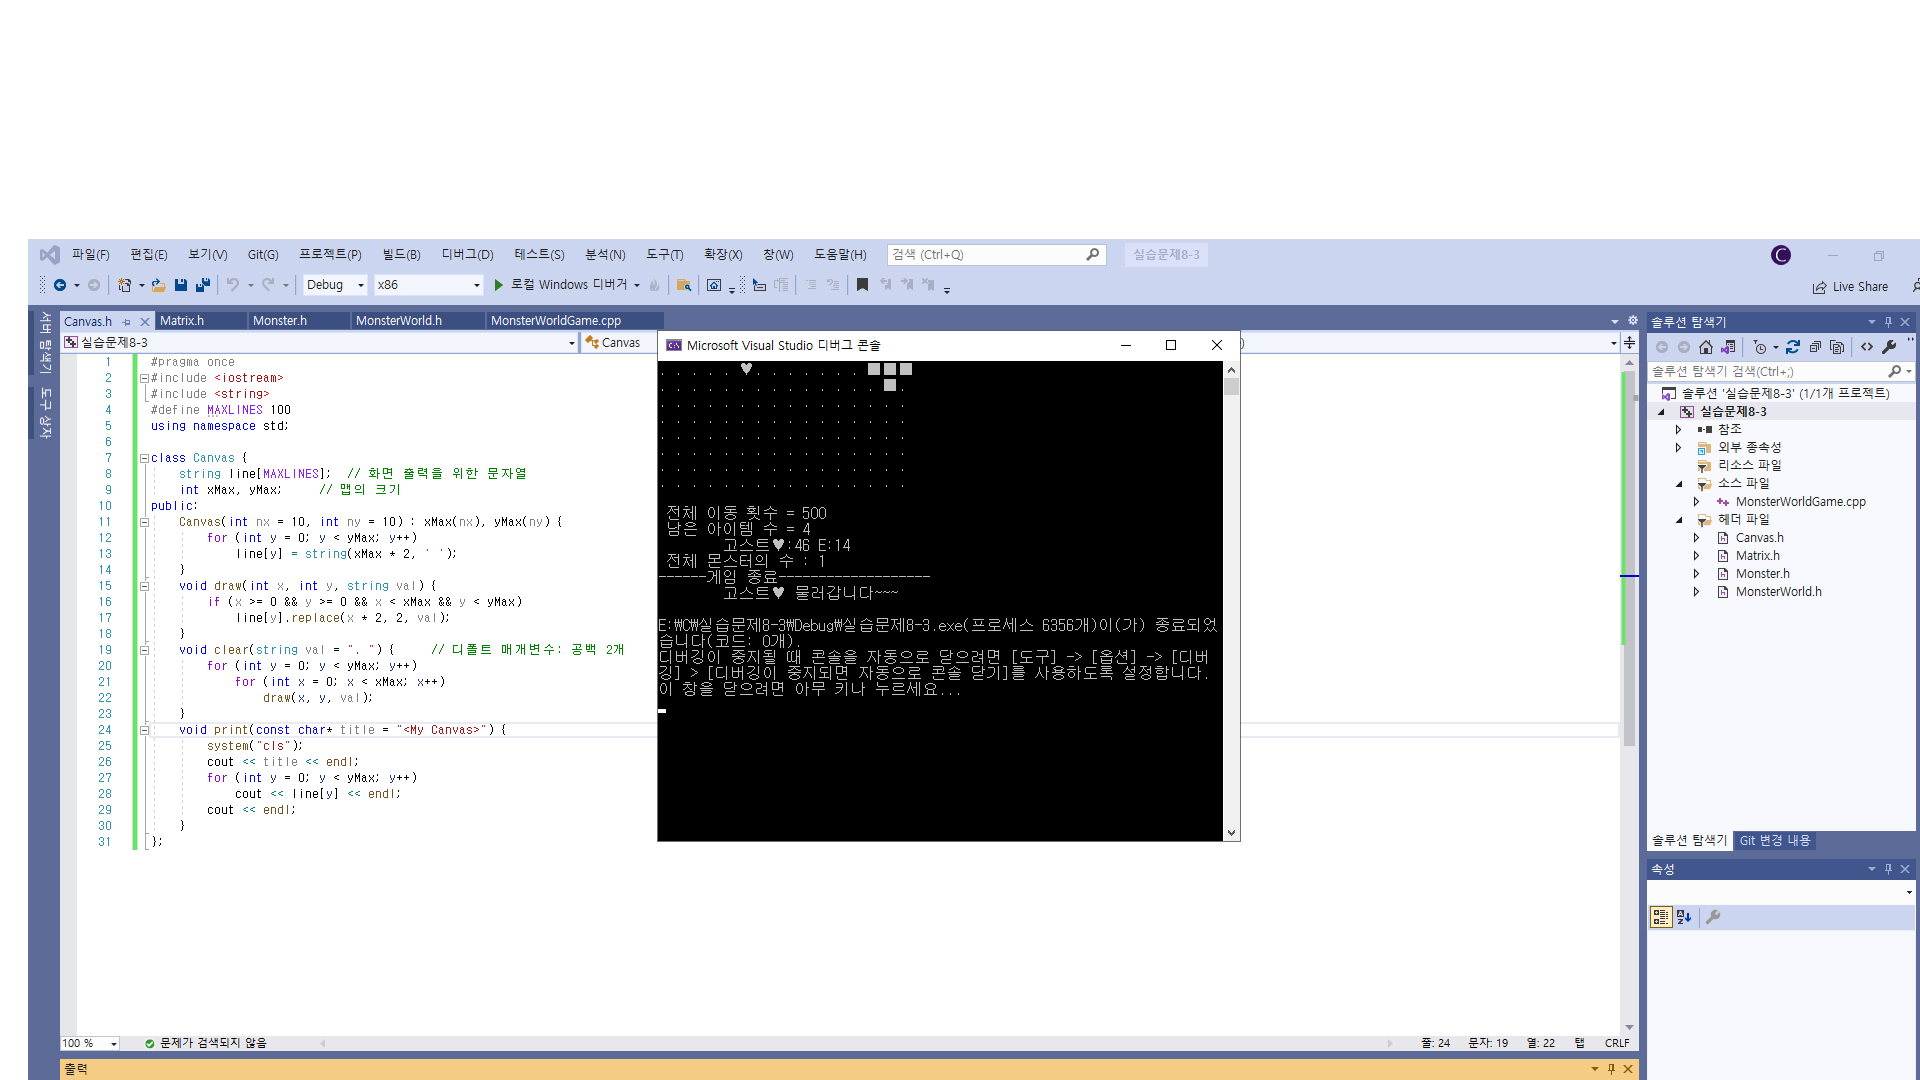 파일(F) 편집(E) 보기(V) Git(G) 프로젝트(P) 빌드(B) 디버그(D) 테스트(S) 분석(N) 도구(T) 확장(X) 창(W) 도움말(H) 검색 (Ctrl+Q) 실습문제8-3 C
Debug x86 로컬 Windows 디버거 Live Share
서버 탐색기
도구 상자
Canvas.h Matrix.h Monster.h MonsterWorld.h MonsterWorldGame.cpp
실습문제8-3 Canvas
1 #pragma once
2 #include <iostream>
3 #include <string>
4 #define MAXLINES 100
5 using namespace std;
6
7 class Canvas {
8 string line[MAXLINES]; // 화면 출력을 위한 문자열
9 int xMax, yMax; // 맵의 크기
10 public:
11 Canvas(int nx = 10, int ny = 10) : xMax(nx), yMax(ny) {
12 for (int y = 0; y < yMax; y++)
13 line[y] = string(xMax * 2, ' ');
14 }
15 void draw(int x, int y, string val) {
16 if (x >= 0 && y >= 0 && x < xMax && y < yMax)
17 line[y].replace(x * 2, 2, val);
18 }
19 void clear(string val = ". ") { // 디폴트 매개변수: 공백 2개
20 for (int y = 0; y < yMax; y++)
21 for (int x = 0; x < xMax; x++)
22 draw(x, y, val);
23 }
24 void print(const char* title = "<My Canvas>") {
25 system("cls");
26 cout << title << endl;
27 for (int y = 0; y < yMax; y++)
28 cout << line[y] << endl;
29 cout << endl;
30 }
31 };
Microsoft Visual Studio 디버그 콘솔
. . . . . ♥ . . . . . . . ■ ■ ■
. . . . . . . . . . . . . . ■ .
. . . . . . . . . . . . . . . .
. . . . . . . . . . . . . . . .
. . . . . . . . . . . . . . . .
. . . . . . . . . . . . . . . .
. . . . . . . . . . . . . . . .
. . . . . . . . . . . . . . . .
전체 이동 횟수 = 500
남은 아이템 수 = 4
고스트♥:46 E:14
전체 몬스터의 수 : 1
------게임 종료-------------------
고스트♥ 물러갑니다~~~
E:\C\실습문제8-3\Debug\실습문제8-3.exe(프로세스 6356개)이(가) 종료되었
습니다(코드: 0개).
디버깅이 중지될 때 콘솔을 자동으로 닫으려면 [도구] -> [옵션] -> [디버
깅] > [디버깅이 중지되면 자동으로 콘솔 닫기]를 사용하도록 설정합니다.
이 창을 닫으려면 아무 키나 누르세요...
솔루션 탐색기
솔루션 탐색기 검색(Ctrl+;)
솔루션 '실습문제8-3' (1/1개 프로젝트)
실습문제8-3
참조
외부 종속성
리소스 파일
소스 파일
MonsterWorldGame.cpp
헤더 파일
Canvas.h
Matrix.h
Monster.h
MonsterWorld.h
솔루션 탐색기 Git 변경 내용
속성
100 % 문제가 검색되지 않음 줄: 24 문자: 19 열: 22 탭 CRLF
출력